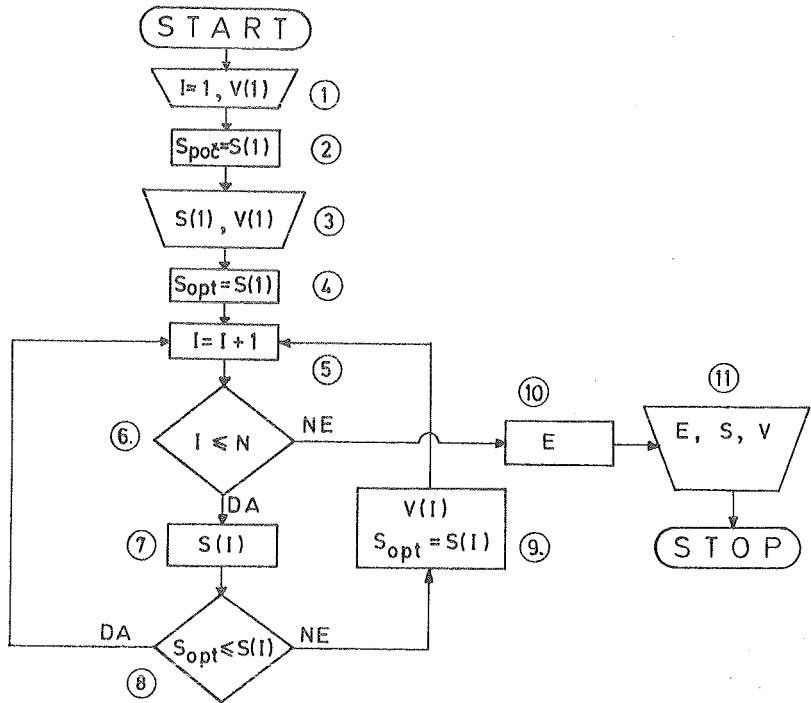 START
I=1, V(1)
①
Spoč=S(1)
②
S(1), V(1)
③
Sopt=S(1)
④
I=I+1
⑤
⑥.
I ≤ N
NE
DA
⑩
E
⑪
E, S, V
STOP
⑦
S(I)
V(I)
Sopt=S(I)
⑨.
DA
Sopt≤S(I)
NE
⑧